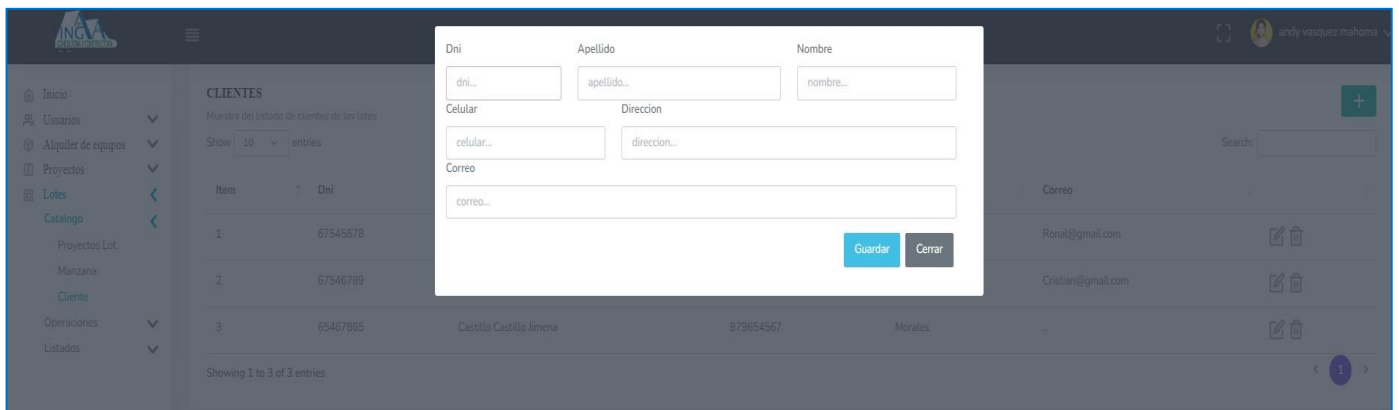 INGVA
andy vasquez mahoma
Inicio
Usuarios
Alquiler de equipos
Proyectos
Lotes
Catalogo
Proyectos Lot.
Manzana
Cliente
Operaciones
Listados
CLIENTES
Muestra del listado de clientes de los lotes
Show 10 entries
Search:
Item Dni Correo
1 67545678 Ronal@gmail.com
2 67546789 Cristian@gmail.com
3 65467865 Castillo Castillo Jimena 879654567 Morales ..
Showing 1 to 3 of 3 entries
< 1 >
Dni Apellido Nombre
dni... apellido... nombre...
Celular Direccion
celular... direccion...
Correo
correo...
Guardar Cerrar